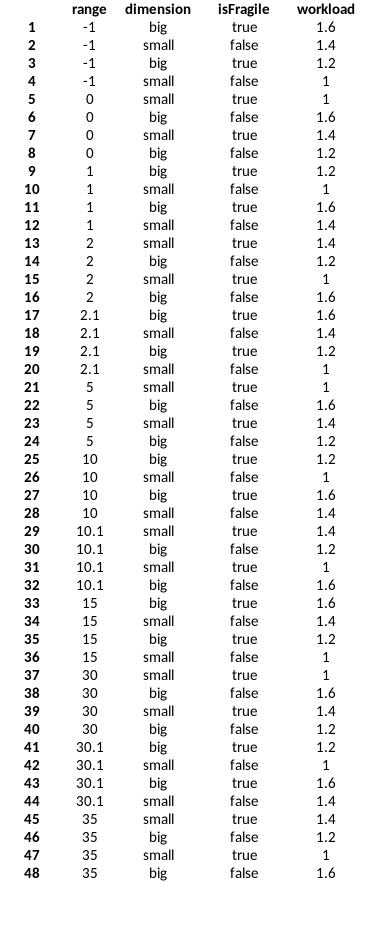 range dimension isFragile workload
1 -1 big true 1.6
2 -1 small false 1.4
3 -1 big true 1.2
4 -1 small false 1
5 0 small true 1
6 0 big false 1.6
7 0 small true 1.4
8 0 big false 1.2
9 1 big true 1.2
10 1 small false 1
11 1 big true 1.6
12 1 small false 1.4
13 2 small true 1.4
14 2 big false 1.2
15 2 small true 1
16 2 big false 1.6
17 2.1 big true 1.6
18 2.1 small false 1.4
19 2.1 big true 1.2
20 2.1 small false 1
21 5 small true 1
22 5 big false 1.6
23 5 small true 1.4
24 5 big false 1.2
25 10 big true 1.2
26 10 small false 1
27 10 big true 1.6
28 10 small false 1.4
29 10.1 small true 1.4
30 10.1 big false 1.2
31 10.1 small true 1
32 10.1 big false 1.6
33 15 big true 1.6
34 15 small false 1.4
35 15 big true 1.2
36 15 small false 1
37 30 small true 1
38 30 big false 1.6
39 30 small true 1.4
40 30 big false 1.2
41 30.1 big true 1.2
42 30.1 small false 1
43 30.1 big true 1.6
44 30.1 small false 1.4
45 35 small true 1.4
46 35 big false 1.2
47 35 small true 1
48 35 big false 1.6